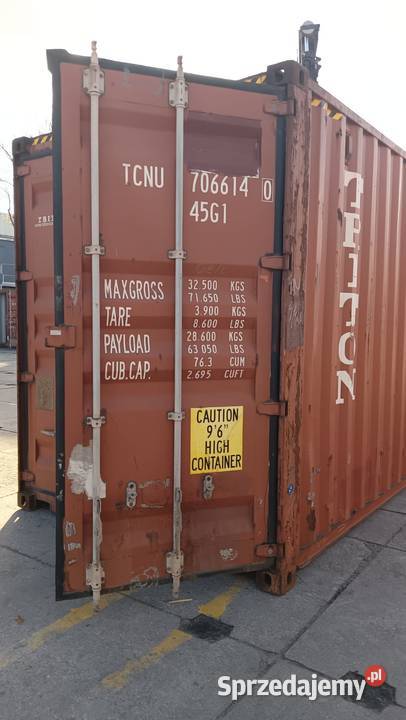 TCNU 706614 0
45G1
MAXGROSS 32.500 KGS
71.650 LBS
TARE 3.900 KGS
8.600 LBS
PAYLOAD 28.600 KGS
63.050 LBS
CUB.CAP. 76.3 CUM
2.695 CUFT
CAUTION
9'6"
HIGH
CONTAINER
TRITON
Sprzedajemy.pl